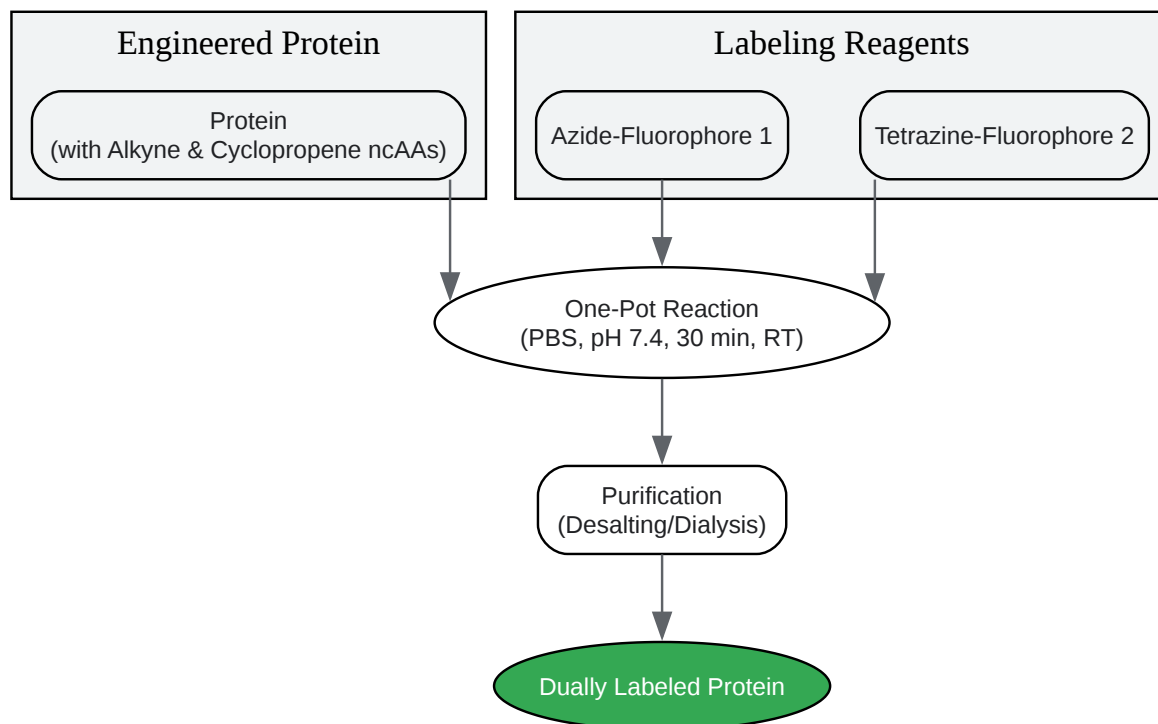 Engineered Protein
Labeling Reagents
Protein
(with Alkyne & Cyclopropene ncAAs)
Azide-Fluorophore 1
Tetrazine-Fluorophore 2
One-Pot Reaction
(PBS, pH 7.4, 30 min, RT)
Purification
(Desalting/Dialysis)
Dually Labeled Protein